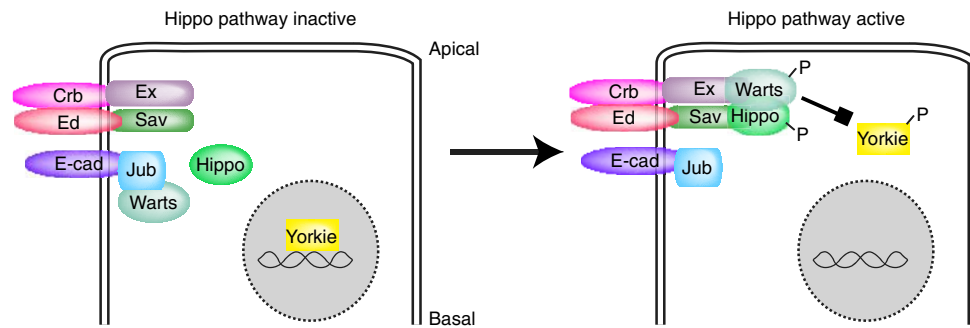 Hippo pathway inactive
Hippo pathway active
Apical
Crb Ex
Ed Sav
E-cad Jub Hippo
Warts
Yorkie
Basal
P
Crb Ex Warts
Ed Sav Hippo P
P
Yorkie
E-cad Jub